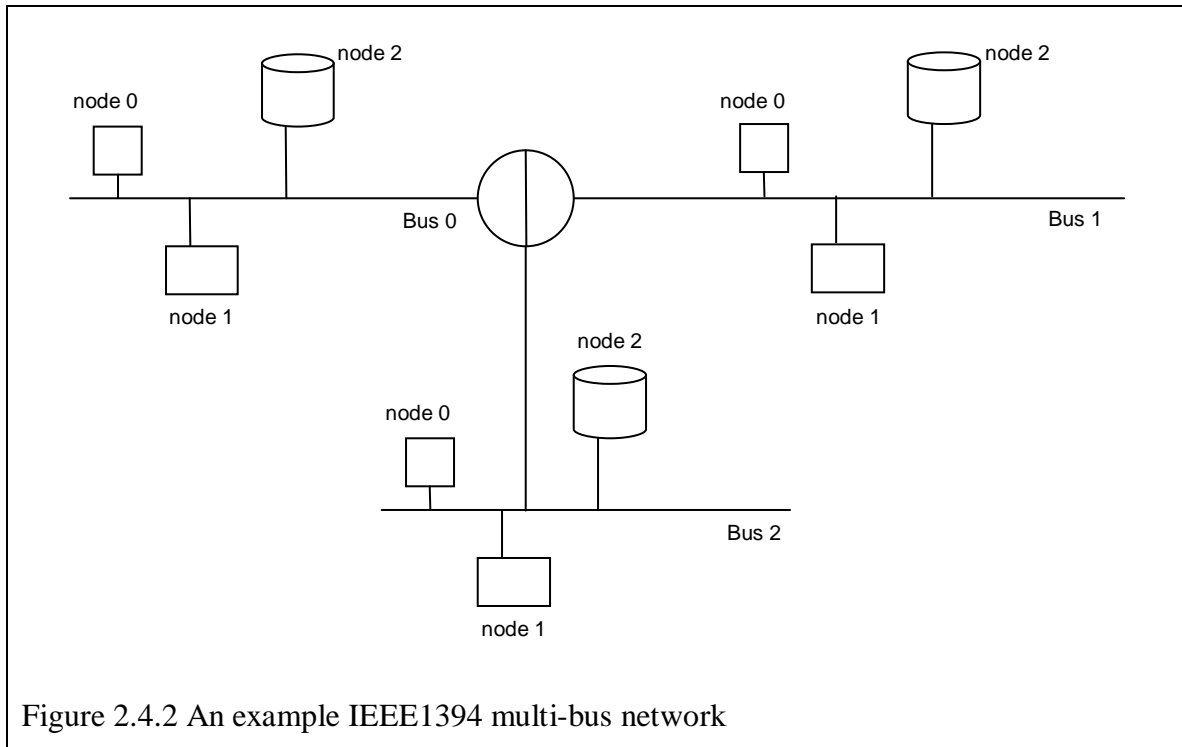 node 2
node 2
node 0
node 0
Bus 0
Bus 1
node 1
node 1
node 2
node 0
Bus 2
node 1
Figure 2.4.2 An example IEEE1394 multi-bus network